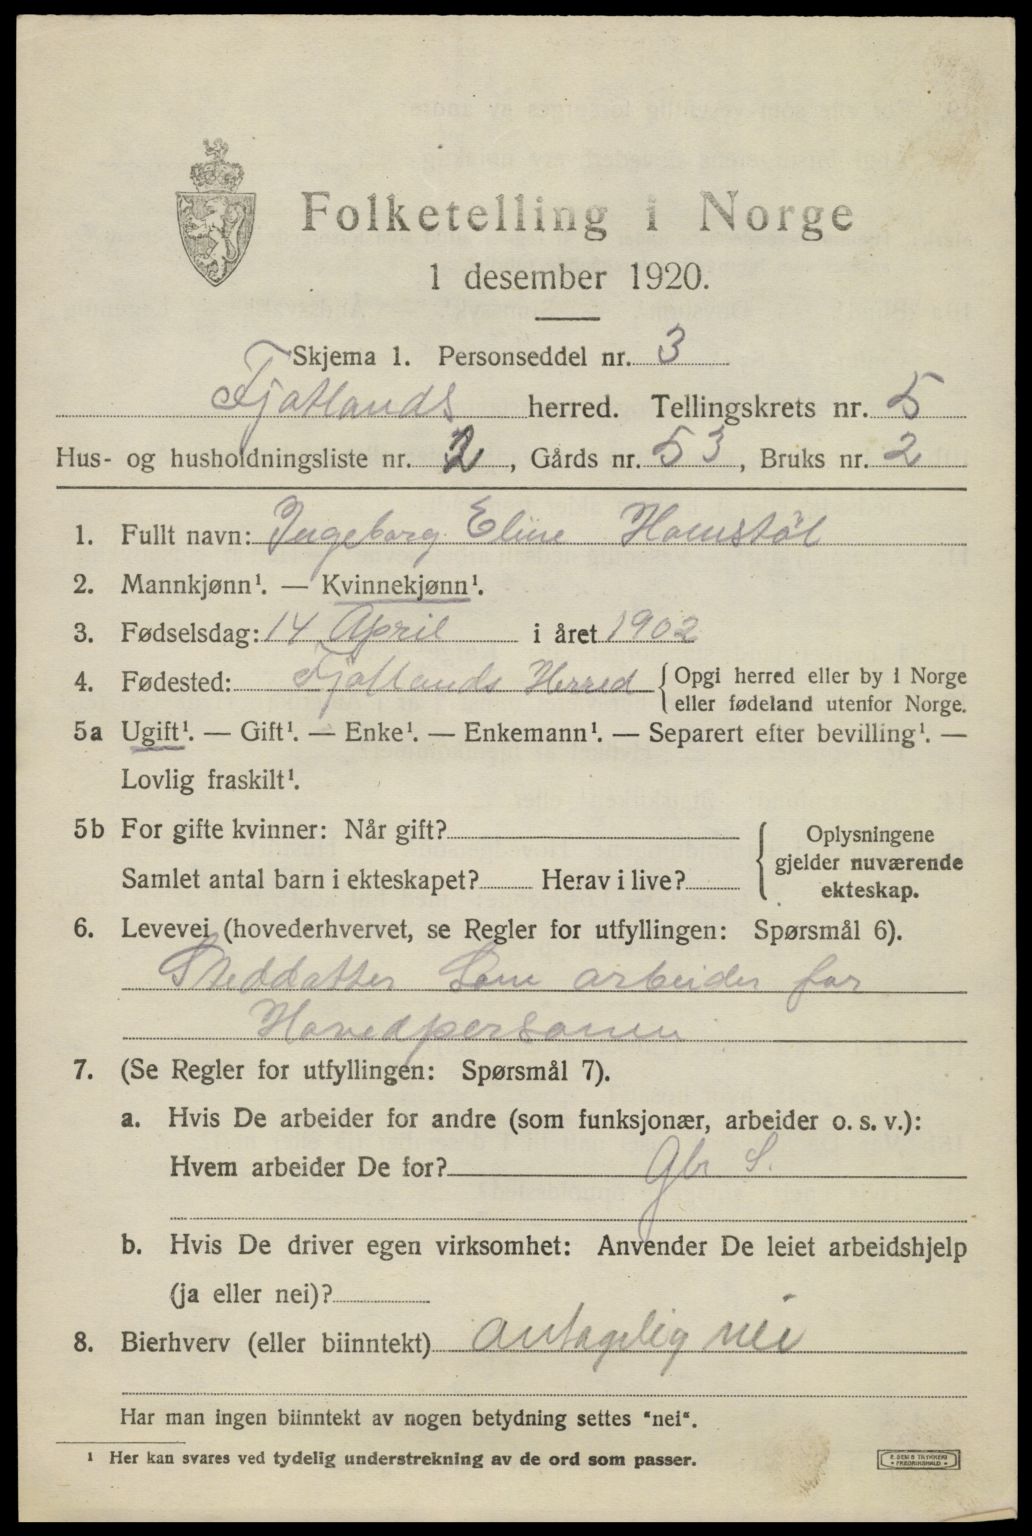 Folketelling i Norge
1 desember 1920.
Skjema 1. Personseddel nr. 3
Fjotlands herred. Tellingskrets nr. 5
Hus- og husholdningsliste nr. 2, Gårds nr. 53, Bruks nr. 2
1. Fullt navn: Ingeborg Eline Homstøl
2. Mannkjønn¹. — Kvinnekjønn¹.
3. Fødselsdag: 14 April i året 1902
4. Fødested: Fjotlands Herred { Opgi herred eller by i Norge
eller fødeland utenfor Norge.
5a Ugift¹. — Gift¹. — Enke¹. — Enkemann¹. — Separert efter bevilling¹. —
Lovlig fraskilt¹.
5b For gifte kvinner: Når gift?
Samlet antal barn i ekteskapet? Herav i live?
Oplysningene
gjelder nuværende
ekteskap.
6. Levevei (hovederhvervet, se Regler for utfyllingen: Spørsmål 6).
Steddatter Som arbeider for
Hovedpersonen
7. (Se Regler for utfyllingen: Spørsmål 7).
a. Hvis De arbeider for andre (som funksjonær, arbeider o. s. v.):
Hvem arbeider De for? Gbr S.
b. Hvis De driver egen virksomhet: Anvender De leiet arbeidshjelp
(ja eller nei)?
8. Bierhverv (eller biinntekt) antagelig nei
Har man ingen biinntekt av nogen betydning settes "nei".
¹ Her kan svares ved tydelig understrekning av de ord som passer.